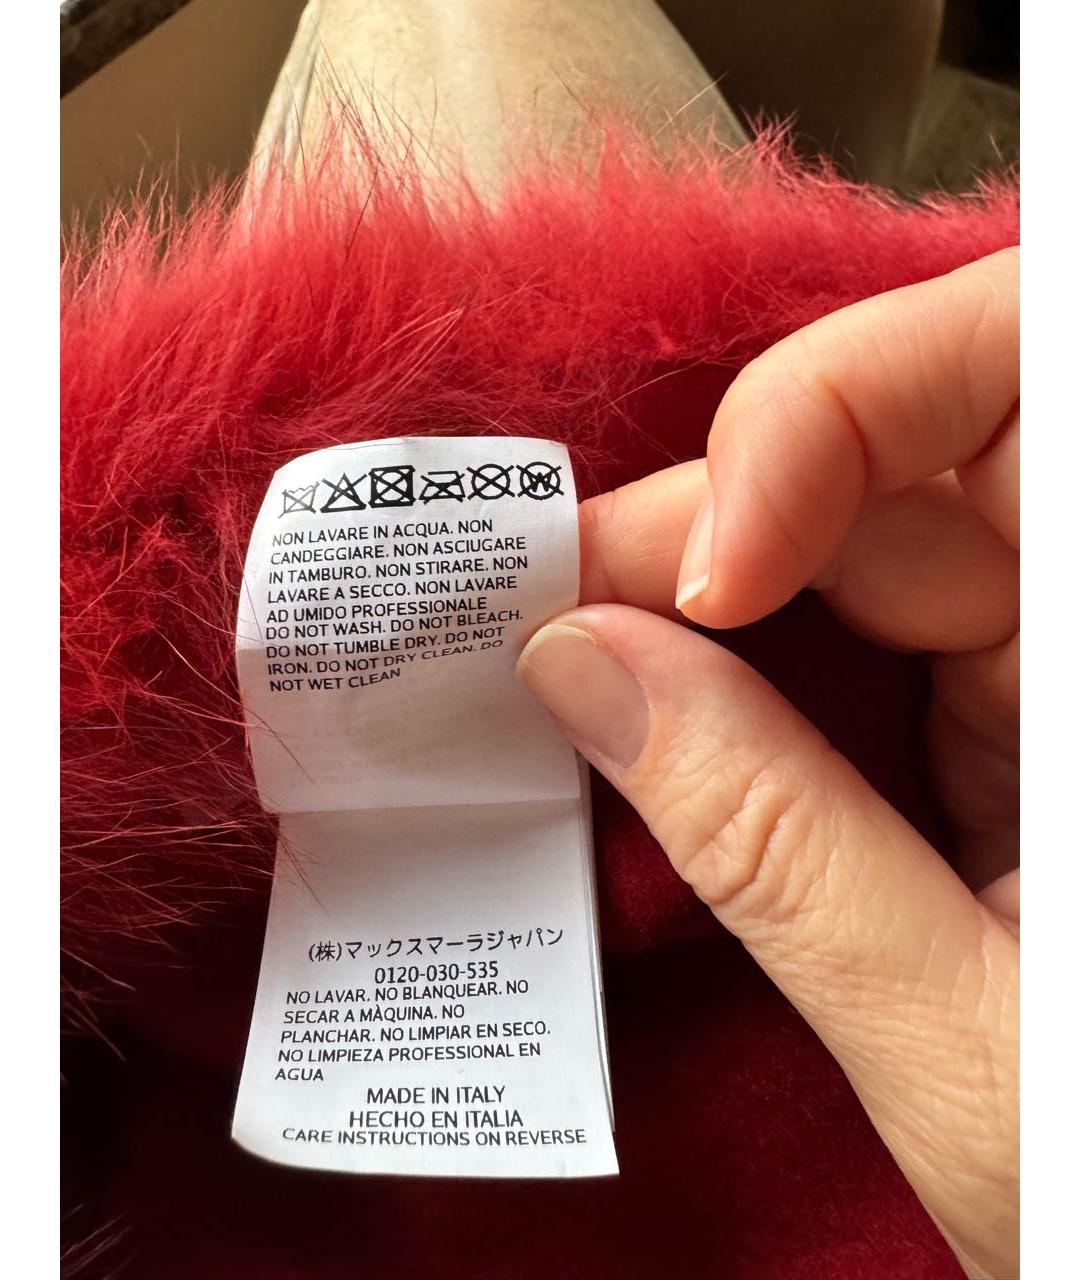 NON LAVARE IN ACQUA. NON
CANDEGGIARE. NON ASCIUGARE
IN TAMBURO. NON STIRARE. NON
LAVARE A SECCO. NON LAVARE
AD UMIDO PROFESSIONALE
DO NOT WASH. DO NOT BLEACH.
DO NOT TUMBLE DRY. DO NOT
IRON. DO NOT DRY CLEAN. DO
NOT WET CLEAN
(株)マックスマーラジャパン
0120-030-535
NO LAVAR. NO BLANQUEAR. NO
SECAR A MÀQUINA. NO
PLANCHAR. NO LIMPIAR EN SECO.
NO LIMPIEZA PROFESSIONAL EN
AGUA
MADE IN ITALY
HECHO EN ITALIA
CARE INSTRUCTIONS ON REVERSE